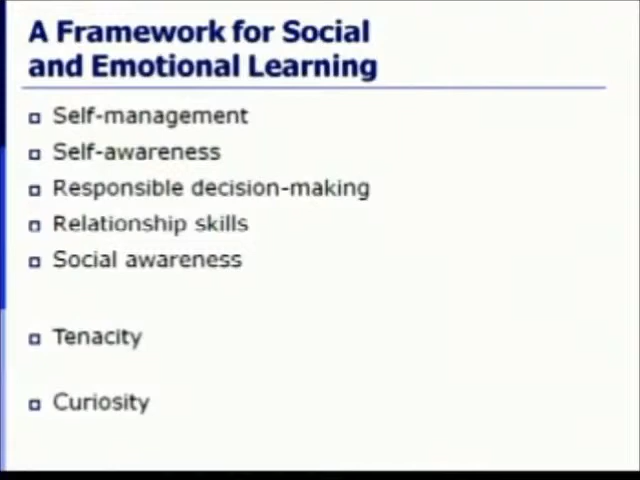 A Framework for Social
and Emotional Learning
Self-management
Self-awareness
Responsible decision-making
Relationship skills
Social awareness
Tenacity
Curiosity